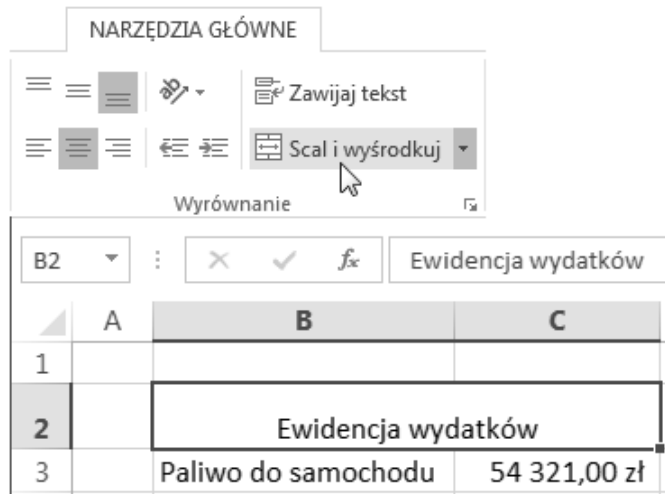 NARZĘDZIA GŁÓWNE
Zawijaj tekst
Scal i wyśrodkuj
Wyrównanie
B2 fx Ewidencja wydatków
A B C
1
2 Ewidencja wydatków
3 Paliwo do samochodu 54 321,00 zł